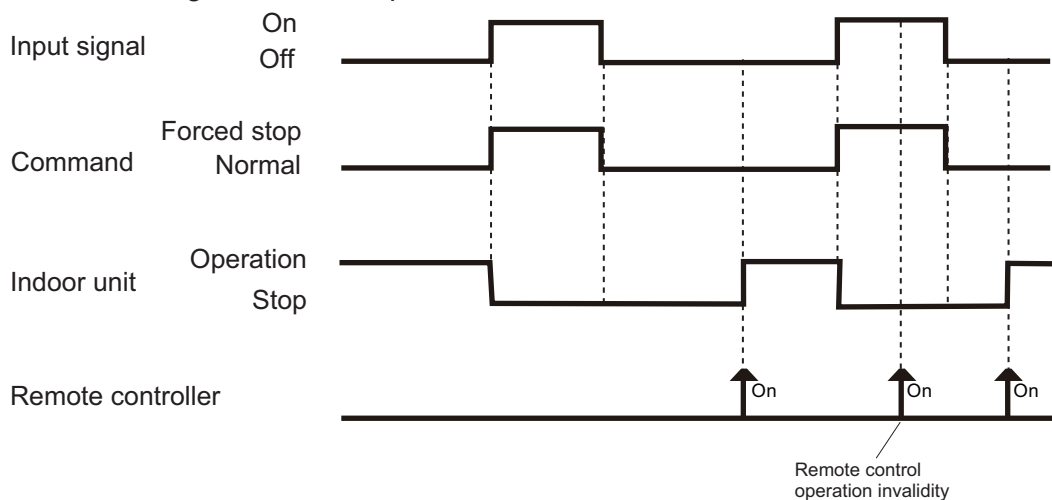 On
Input signal
Off
Forced stop
Command
Normal
Operation
Indoor unit
Stop
Remote controller
On
On
On
Remote control
operation invalidity